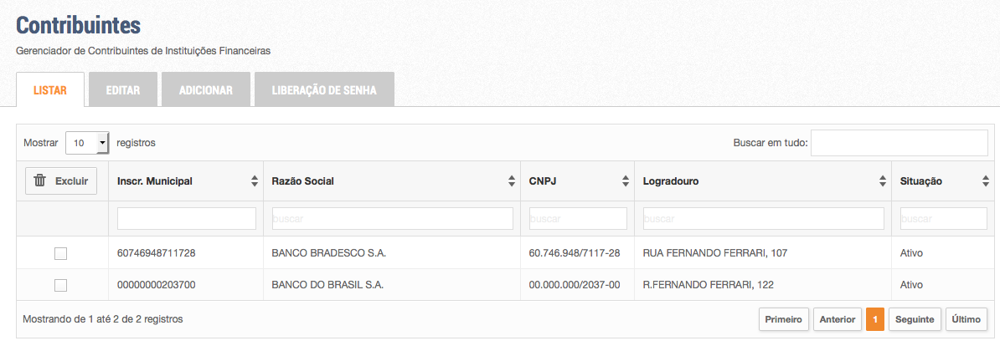 Contribuintes
Gerenciador de Contribuintes de Instituições Financeiras
LISTAR EDITAR ADICIONAR LIBERAÇÃO DE SENHA
Mostrar 10 registros Buscar em tudo:
Excluir Inscr. Municipal Razão Social CNPJ Logradouro Situação
buscar buscar buscar buscar
60746948711728 BANCO BRADESCO S.A. 60.746.948/7117-28 RUA FERNANDO FERRARI, 107 Ativo
00000000203700 BANCO DO BRASIL S.A. 00.000.000/2037-00 R.FERNANDO FERRARI, 122 Ativo
Mostrando de 1 até 2 de 2 registros Primeiro Anterior 1 Seguinte Último